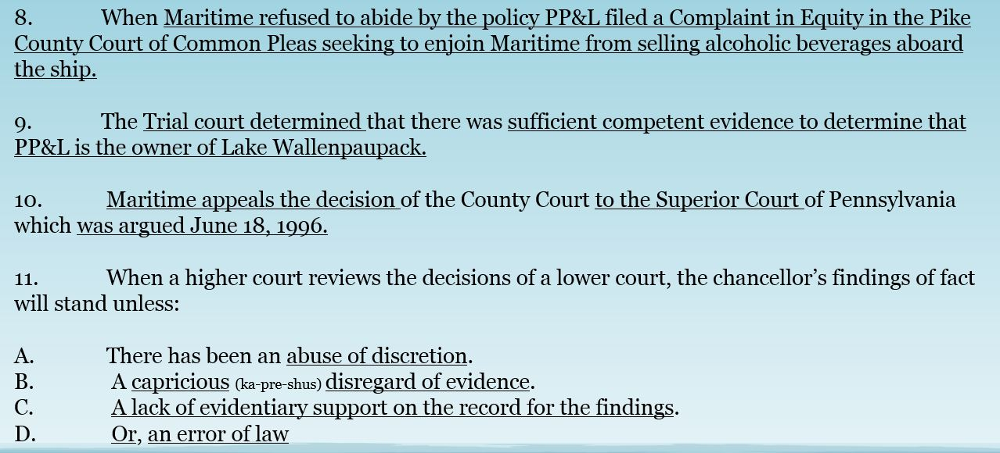 8. When Maritime refused to abide by the policy PP&L filed a Complaint in Equity in the Pike
County Court of Common Pleas seeking to enjoin Maritime from selling alcoholic beverages aboard
the ship.
9. The Trial court determined that there was sufficient competent evidence to determine that
PP&L is the owner of Lake Wallenpaupack.
10. Maritime appeals the decision of the County Court to the Superior Court of Pennsylvania
which was argued June 18, 1996.
11. When a higher court reviews the decisions of a lower court, the chancellor’s findings of fact
will stand unless:
A. There has been an abuse of discretion.
B. A capricious (ka-pre-shus) disregard of evidence.
C. A lack of evidentiary support on the record for the findings.
D. Or, an error of law